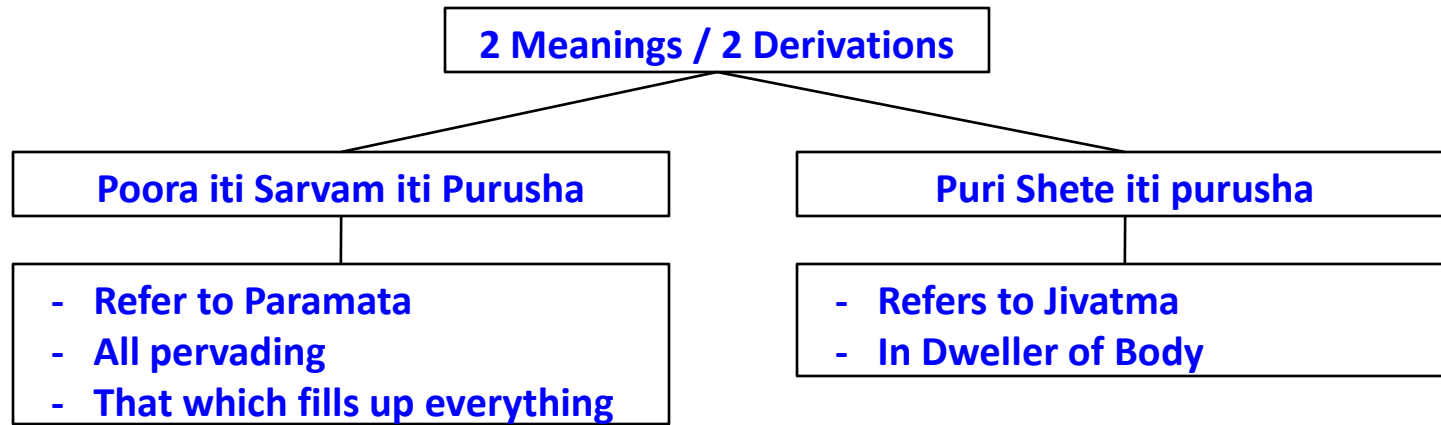 2 Meanings / 2 Derivations
Poora iti Sarvam iti Purusha
Puri Shete iti purusha
- Refer to Paramata
- All pervading
- That which fills up everything
- Refers to Jivatma
- In Dweller of Body